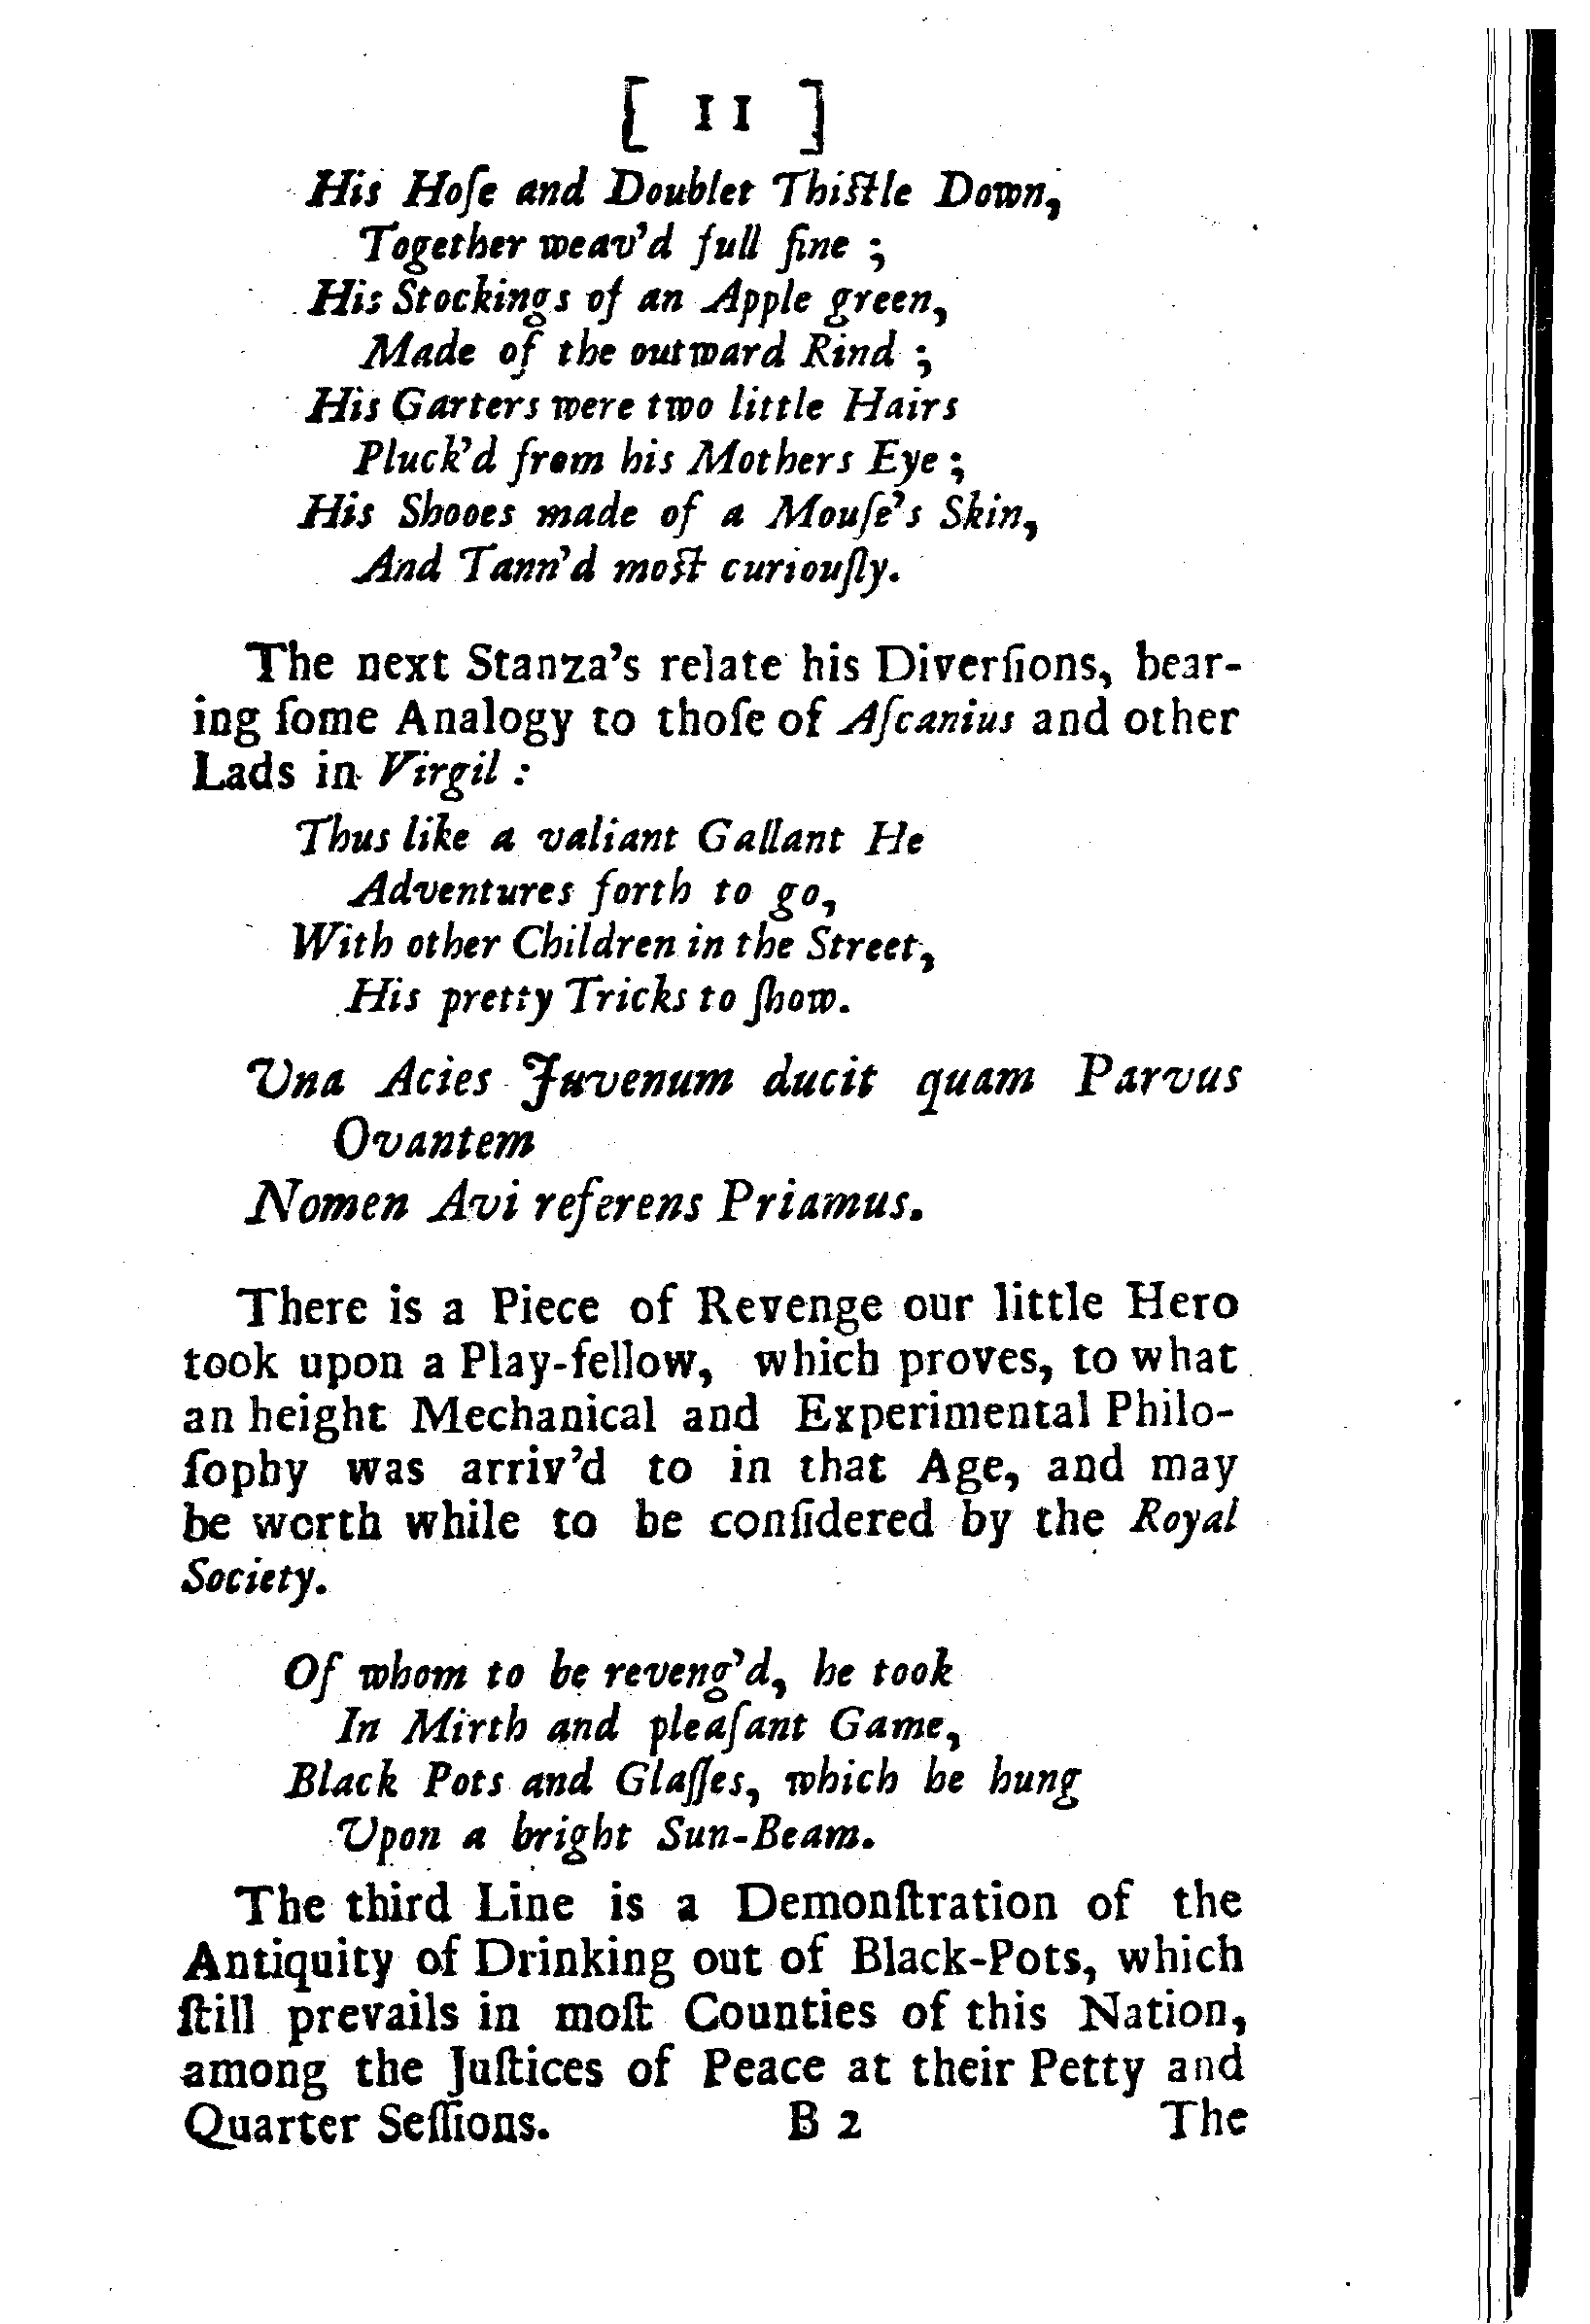 [ 11 ]
His Hoſe and Doublet Thiſtle Down,
Together weav'd full fine ;
His Stockings of an Apple green,
Made of the outward Rind ;
His Garters were two little Hairs
Pluck'd from his Mothers Eye ;
His Shooes made of a Mouſe's Skin,
And Tann'd moſt curiouſly.
The next Stanza's relate his Diverſions, bear-
ing ſome Analogy to thoſe of Aſcanius and other
Lads in Virgil :
Thus like a valiant Gallant He
Adventures forth to go,
With other Children in the Street,
His pretty Tricks to ſhow.
Una Acies Juvenum ducit quam Parvus
Ovantem
Nomen Avi referens Priamus.
There is a Piece of Revenge our little Hero
took upon a Play-fellow, which proves, to what
an height Mechanical and Experimental Philo-
ſophy was arriv'd to in that Age, and may
be worth while to be conſidered by the Royal
Society.
Of whom to be reveng'd, he took
In Mirth and pleaſant Game,
Black Pots and Glaſſes, which he hung
Upon a bright Sun-Beam.
The third Line is a Demonſtration of the
Antiquity of Drinking out of Black-Pots, which
ſtill prevails in moſt Counties of this Nation,
among the Juſtices of Peace at their Petty and
Quarter Seſſions. B 2 The